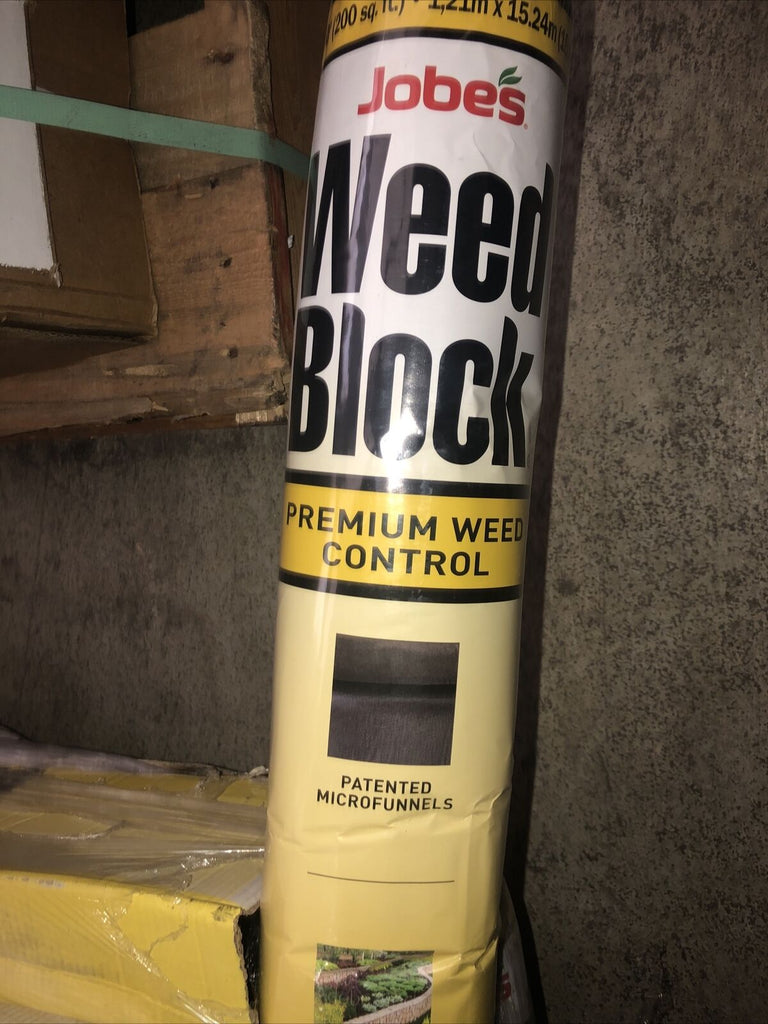 (200 sq. ft.) • 1,21m x 15.24m
Jobe's
Weed
Block
PREMIUM WEED
CONTROL
PATENTED
MICROFUNNELS